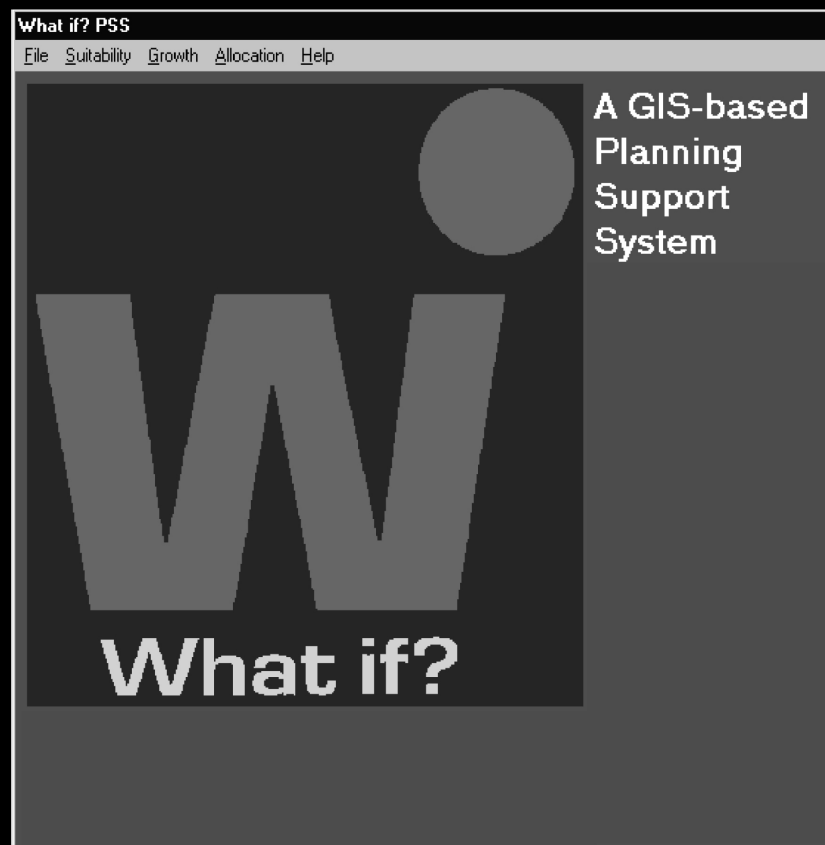 What if? PSS
File Suitability Growth Allocation Help
A GIS-based
Planning
Support
System
W
What if?